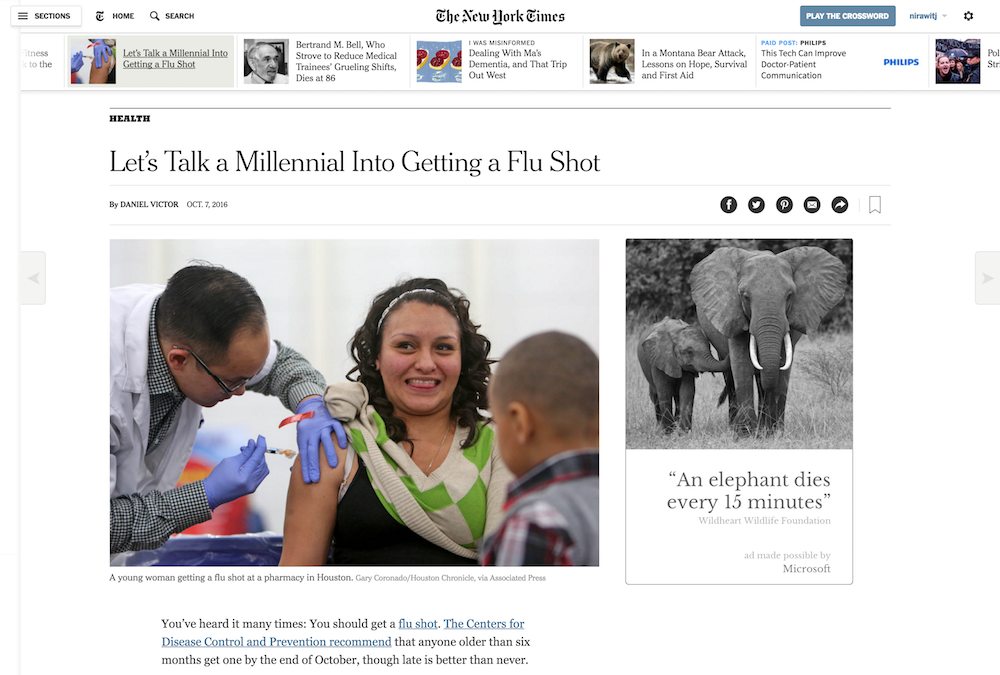 SECTIONS
HOME
SEARCH
The New York Times
PLAY THE CROSSWORD
nirawitj
to the
Let's Talk a Millennial Into
Getting a Flu Shot
Bertrand M. Bell, Who
Strove to Reduce Medical
Trainees' Grueling Shifts,
Dies at 86
I WAS MISINFORMED
Dealing With Ma's
Dementia, and That Trip
Out West
In a Montana Bear Attack,
Lessons on Hope, Survival
and First Aid
PAID POST: PHILIPS
This Tech Can Improve
Doctor-Patient
Communication
PHILIPS
HEALTH
Let's Talk a Millennial Into Getting a Flu Shot
By DANIEL VICTOR OCT. 7, 2016
A young woman getting a flu shot at a pharmacy in Houston. Gary Coronado/Houston Chronicle, via Associated Press
“An elephant dies
every 15 minutes”
Wildheart Wildlife Foundation
ad made possible by
Microsoft
You've heard it many times: You should get a flu shot. The Centers for
Disease Control and Prevention recommend that anyone older than six
months get one by the end of October, though late is better than never.